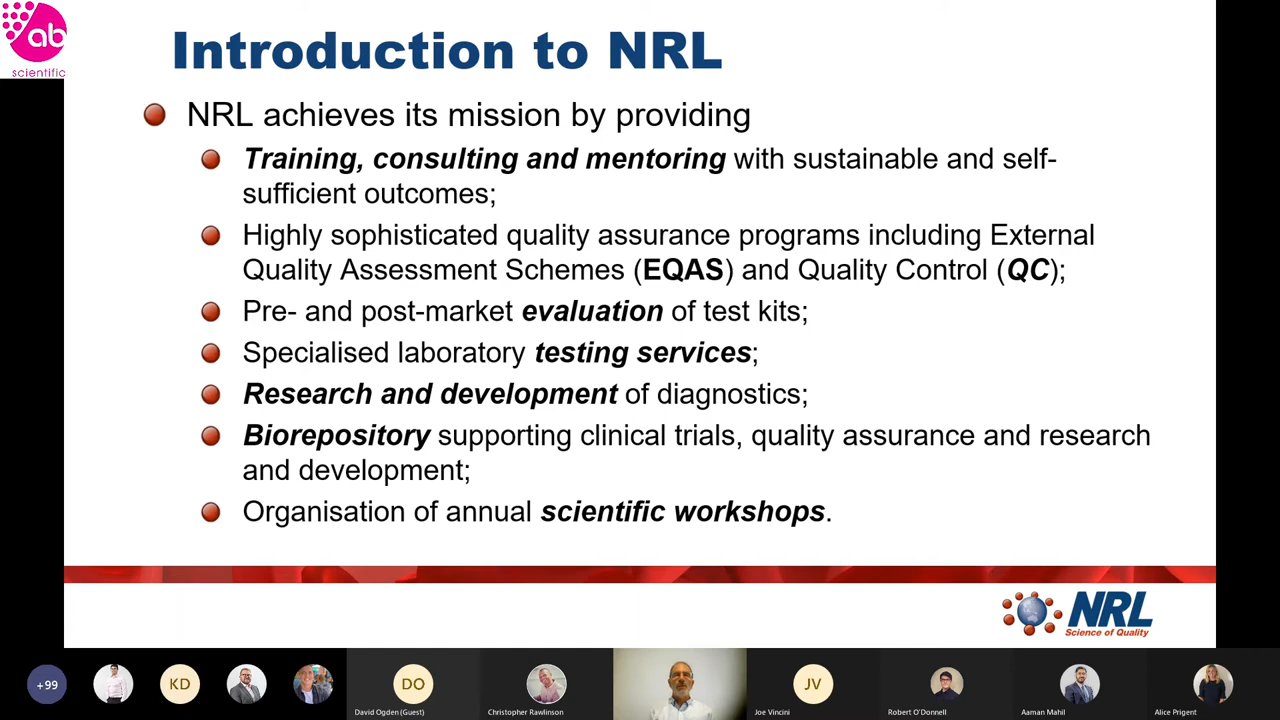 ab
scientific
Introduction to NRL
NRL achieves its mission by providing
Training, consulting and mentoring with sustainable and self-
sufficient outcomes;
Highly sophisticated quality assurance programs including External
Quality Assessment Schemes (EQAS) and Quality Control (QC);
Pre- and post-market evaluation of test kits;
Specialised laboratory testing services;
Research and development of diagnostics;
Biorepository supporting clinical trials, quality assurance and research
and development;
Organisation of annual scientific workshops.
NRL
Science of Quality
+99
KD
DO
JV
David Ogden (Guest)
Christopher Rawlinson
Joe Vincini
Robert O'Donnell
Aaman Mahil
Alice Prigent